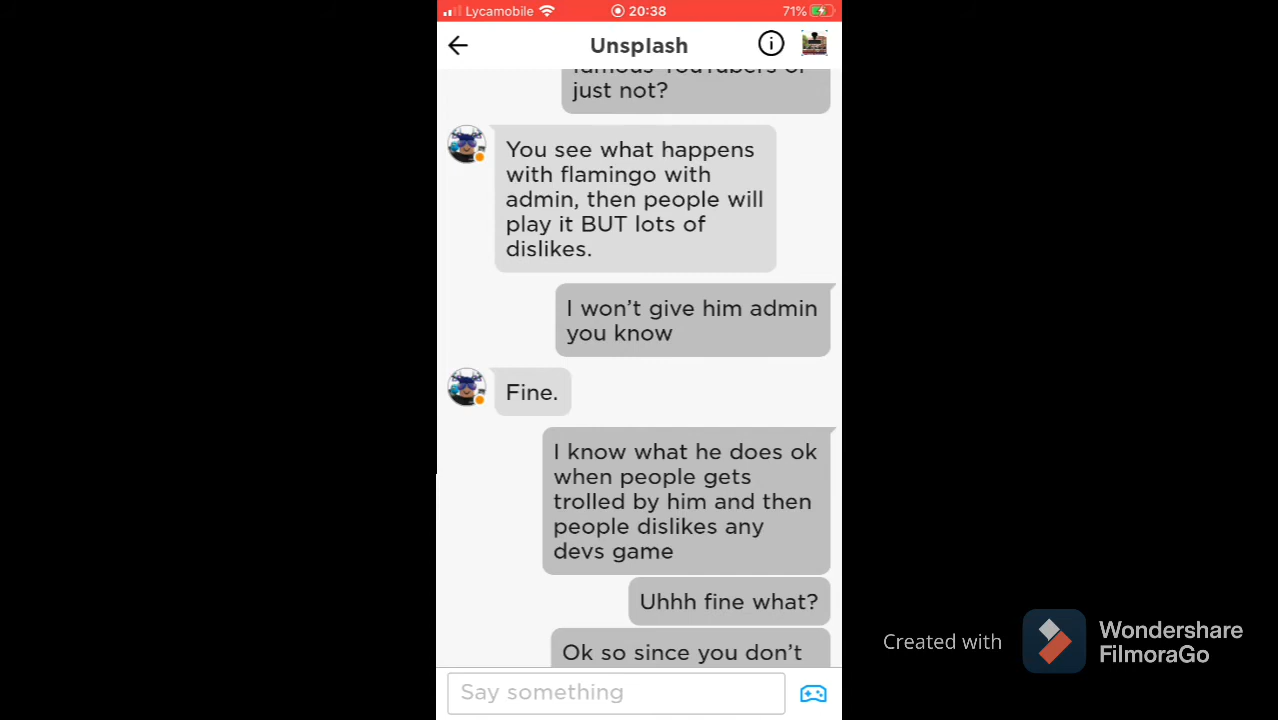 Lycamobile 20:38 71%
Unsplash
famous YouTubers or
just not?
You see what happens
with flamingo with
admin, then people will
play it BUT lots of
dislikes.
I won't give him admin
you know
Fine.
I know what he does ok
when people gets
trolled by him and then
people dislikes any
devs game
Uhhh fine what?
Ok so since you don't
Say something
Created with
Wondershare
FilmoraGo